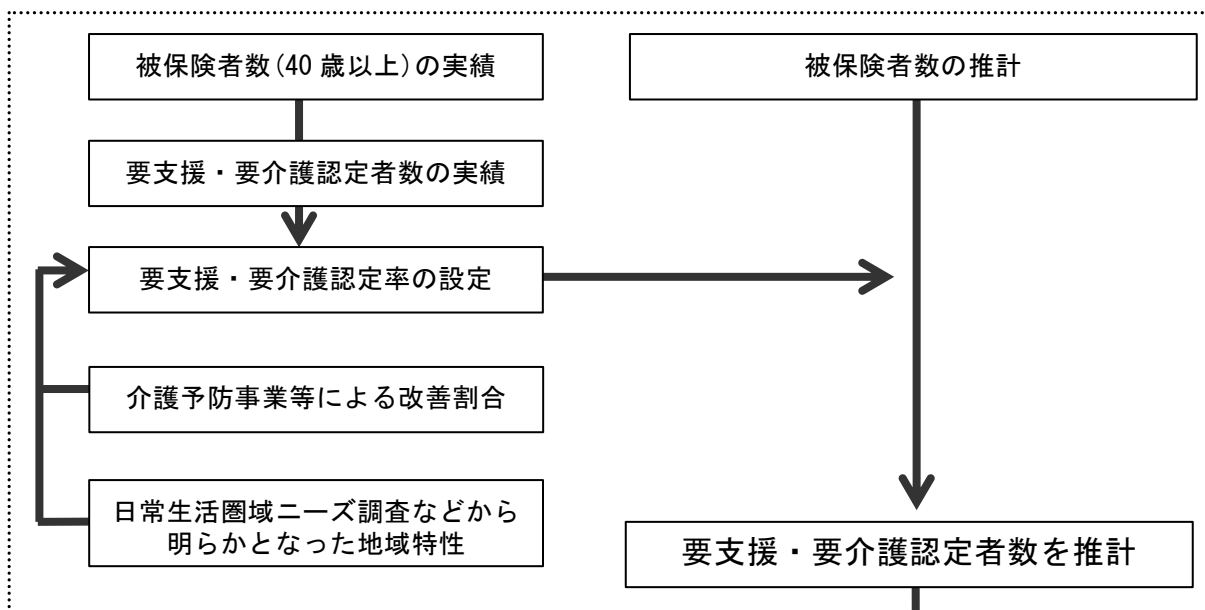 被保険者数(40歳以上)の実績
被保険者数の推計
要支援・要介護認定者数の実績
要支援・要介護認定率の設定
介護予防事業等による改善割合
日常生活圏域ニーズ調査などから
明らかとなった地域特性
要支援・要介護認定者数を推計